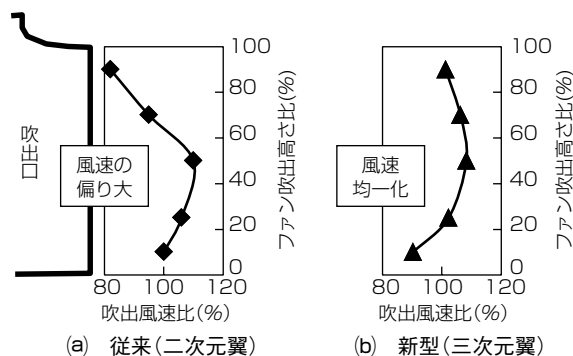 吹出口
風速の
偏り大
100
80
60
40
20
0
ファン吹出高さ比(%)
80 100 120
吹出風速比(%)
(a) 従来(二次元翼)
風速
均一化
100
80
60
40
20
0
ファン吹出高さ比(%)
80 100 120
吹出風速比(%)
(b) 新型(三次元翼)